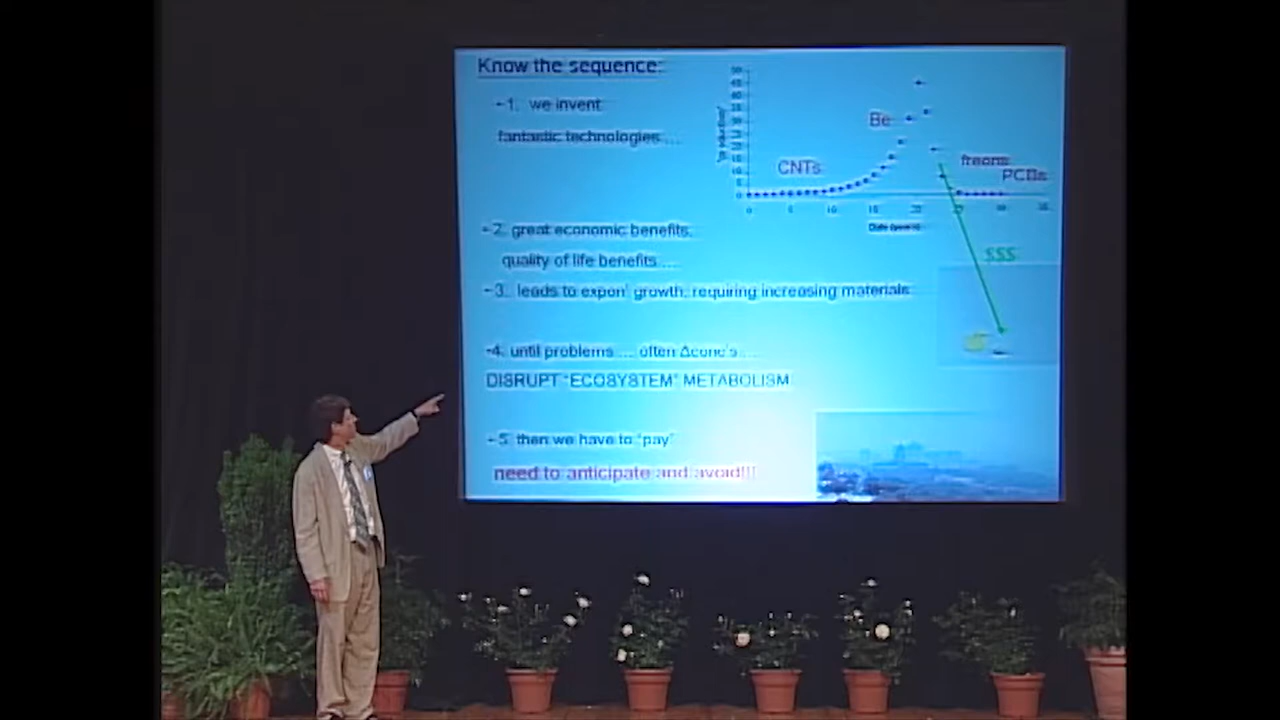 Know the sequence:
-1. we invent
fantastic technologies....
-2. great economic benefits,
quality of life benefits....
-3. leads to expon' growth, requiring increasing materials
-4. until problems.... often Δconc's....
DISRUPT "ECOSYSTEM" METABOLISM
-5 then we have to "pay"
need to anticipate and avoid!!!
CNTs
Be
freons
PCBs
$$$